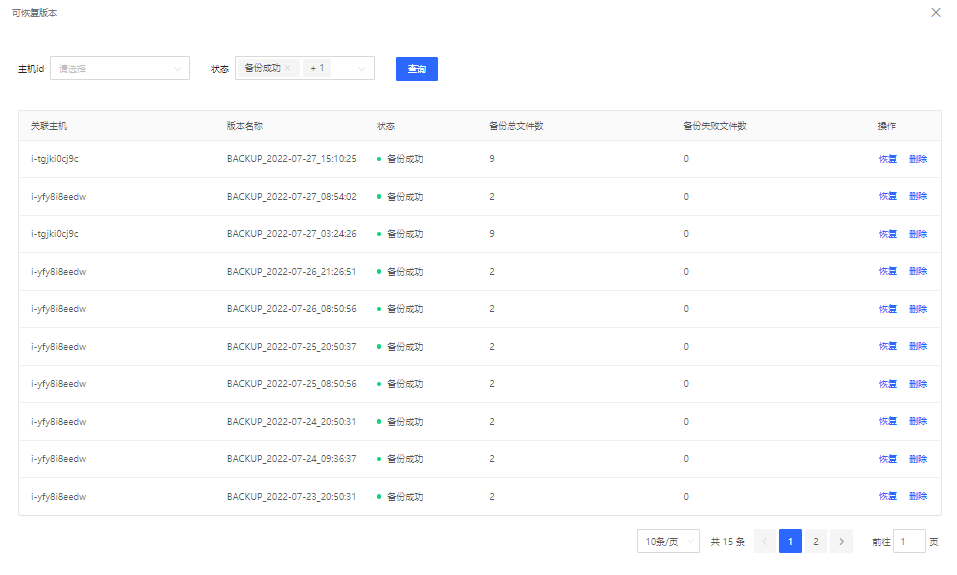 可恢复版本
主机id 请选择 状态 备份成功 + 1 查询
关联主机 版本名称 状态 备份总文件数 备份失败文件数 操作
i-tgjki0cj9c BACKUP_2022-07-27_15:10:25 备份成功 9 0 恢复 删除
i-yfy8i8eedw BACKUP_2022-07-27_08:54:02 备份成功 2 0 恢复 删除
i-tgjki0cj9c BACKUP_2022-07-27_03:24:26 备份成功 9 0 恢复 删除
i-yfy8i8eedw BACKUP_2022-07-26_21:26:51 备份成功 2 0 恢复 删除
i-yfy8i8eedw BACKUP_2022-07-26_08:50:56 备份成功 2 0 恢复 删除
i-yfy8i8eedw BACKUP_2022-07-25_20:50:37 备份成功 2 0 恢复 删除
i-yfy8i8eedw BACKUP_2022-07-25_08:50:56 备份成功 2 0 恢复 删除
i-yfy8i8eedw BACKUP_2022-07-24_20:50:31 备份成功 2 0 恢复 删除
i-yfy8i8eedw BACKUP_2022-07-24_09:36:37 备份成功 2 0 恢复 删除
i-yfy8i8eedw BACKUP_2022-07-23_20:50:31 备份成功 2 0 恢复 删除
10条/页 共 15 条 1 2 前往 1 页